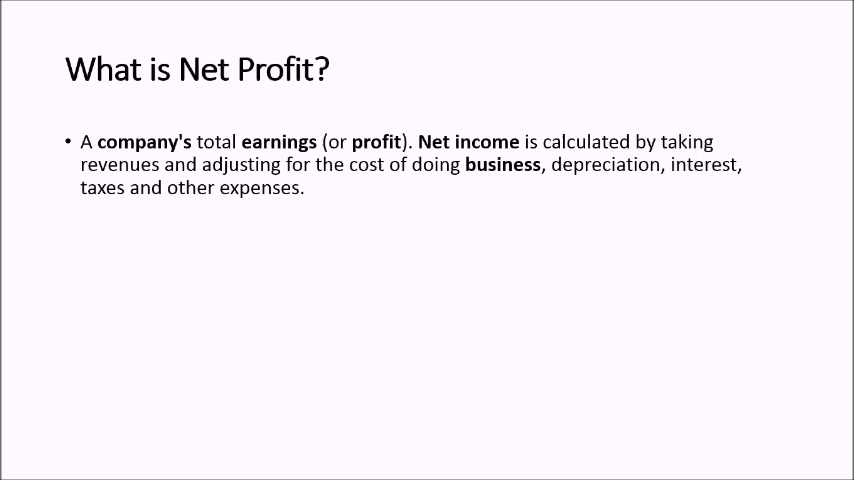 What is Net Profit?
• A company's total earnings (or profit). Net income is calculated by taking
revenues and adjusting for the cost of doing business, depreciation, interest,
taxes and other expenses.